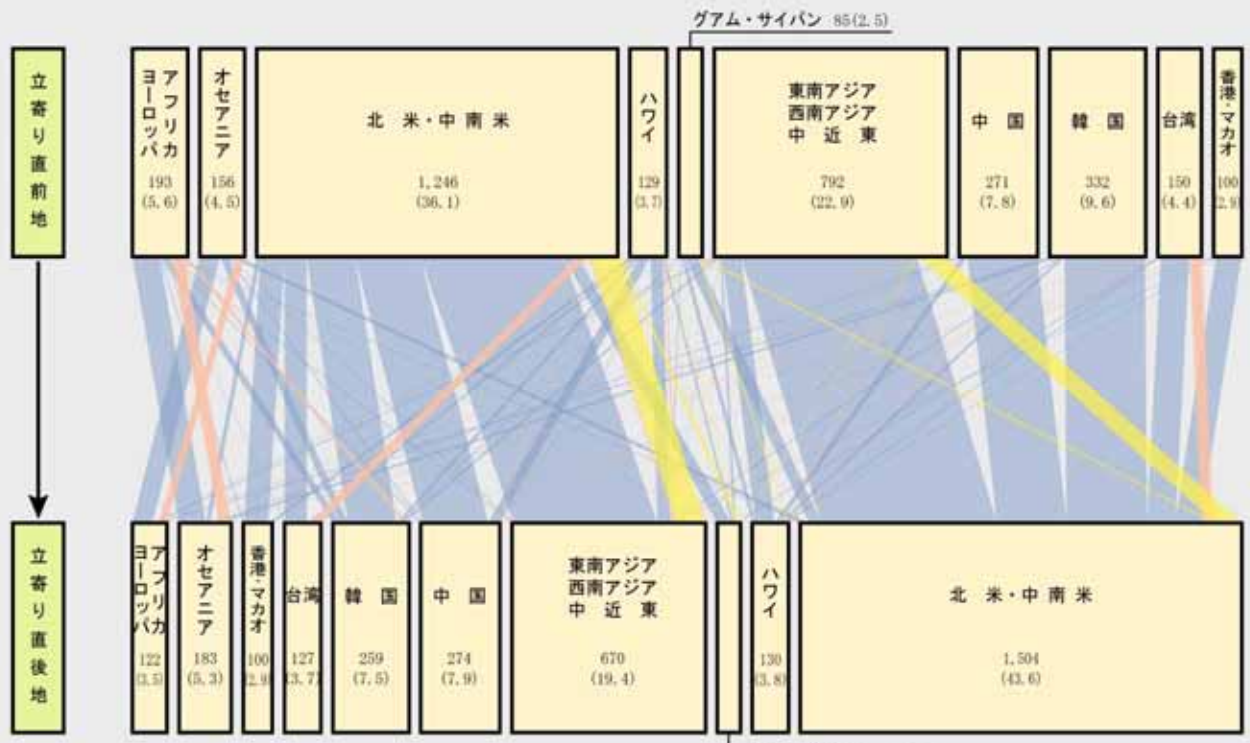 グアム・サイパン 85(2.5)
立寄り直前地
アフリカ
ヨーロッパ
193
(5.6)
オセアニア
156
(4.5)
北米・中南米
1,246
(36.1)
ハワイ
129
(3.7)
東南アジア
西南アジア
中近東
792
(22.9)
中国
271
(7.8)
韓国
332
(9.6)
台湾
150
(4.4)
香港・マカオ
100
(2.9)
立寄り直後地
アフリカ
ヨーロッパ
122
(3.5)
オセアニア
183
(5.3)
香港・マカオ
100
(2.9)
台湾
127
(3.7)
韓国
259
(7.5)
中国
274
(7.9)
東南アジア
西南アジア
中近東
670
(19.4)
ハワイ
130
(3.8)
北米・中南米
1,504
(43.6)